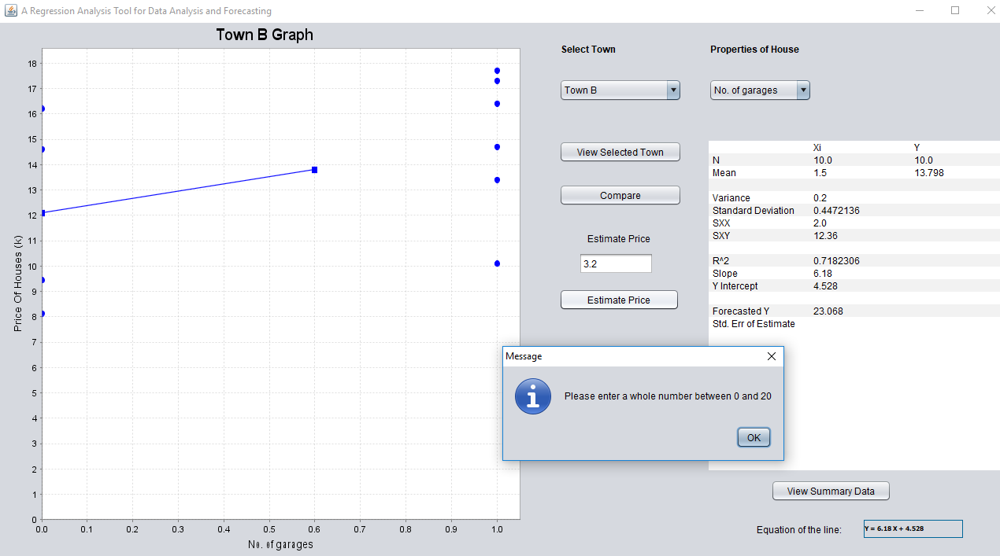 A Regression Analysis Tool for Data Analysis and Forecasting
Town B Graph
Price Of Houses (k)
18
17
16
15
14
13
12
11
10
9
8
7
6
5
4
3
2
1
0
0.0 0.1 0.2 0.3 0.4 0.5 0.6 0.7 0.8 0.9 1.0
No. of garages
Select Town
Town B
View Selected Town
Compare
Estimate Price
3.2
Estimate Price
Properties of House
No. of garages
Xi Y
N 10.0 10.0
Mean 1.5 13.798
Variance 0.2
Standard Deviation 0.4472136
SXX 2.0
SXY 12.36
R^2 0.7182306
Slope 6.18
Y Intercept 4.528
Forecasted Y 23.068
Std. Err of Estimate
Message
Please enter a whole number between 0 and 20
OK
View Summary Data
Equation of the line: Y = 6.18 X + 4.528